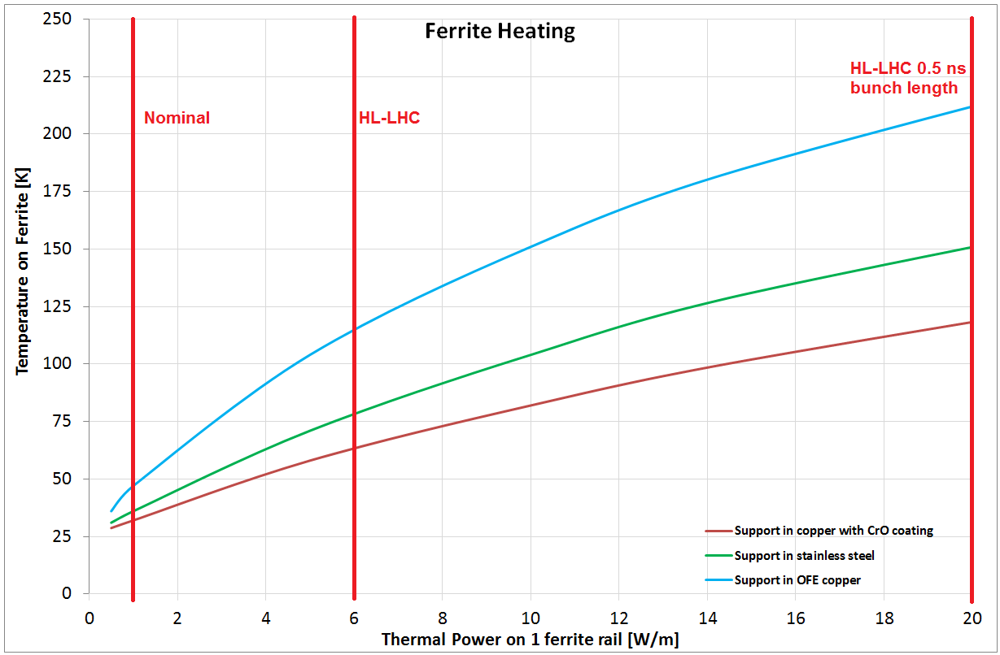 Ferrite Heating
250
225
200
175
150
125
100
75
50
25
0
Temperature on Ferrite [K]
Nominal
HL-LHC
HL-LHC 0.5 ns
bunch length
Support in copper with CrO coating
Support in stainless steel
Support in OFE copper
0 2 4 6 8 10 12 14 16 18 20
Thermal Power on 1 ferrite rail [W/m]